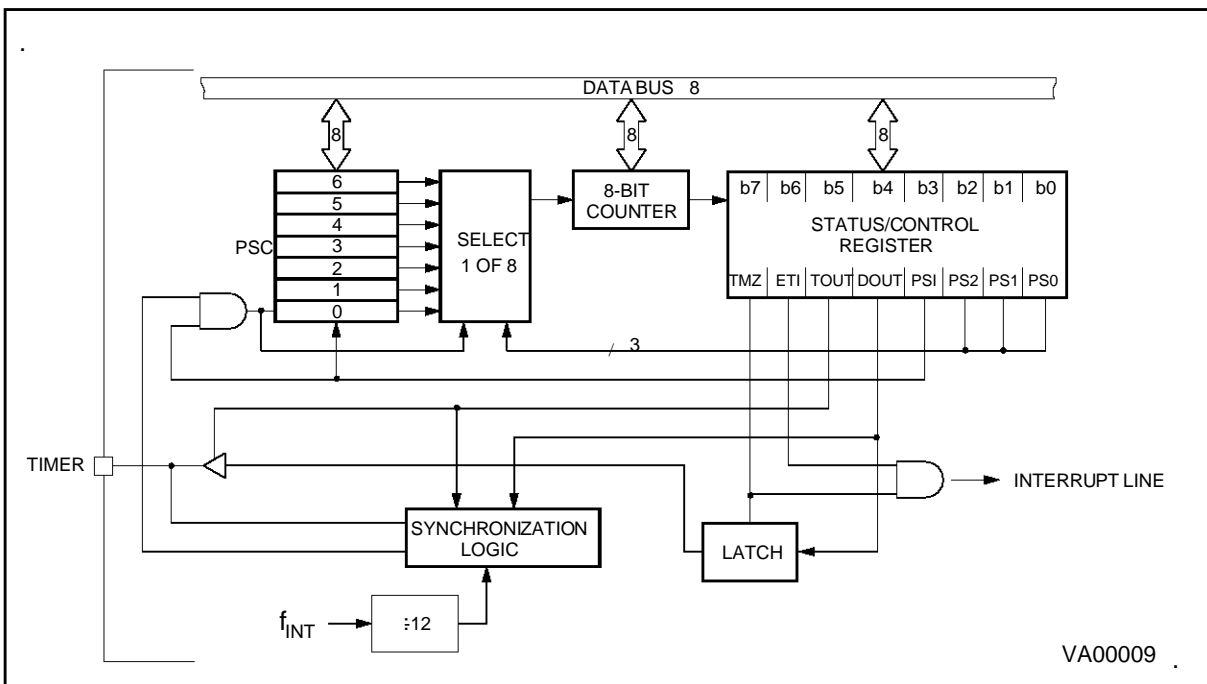 DATABUS 8
8 8 8
6
5
4
PSC 3
2
1
0
SELECT
1 OF 8
8-BIT
COUNTER
b7 b6 b5 b4 b3 b2 b1 b0
STATUS/CONTROL
REGISTER
TMZ ETI TOUT DOUT PSI PS2 PS1 PS0
3
TIMER
INTERRUPT LINE
SYNCHRONIZATION
LOGIC
LATCH
fINT
÷12
VA00009